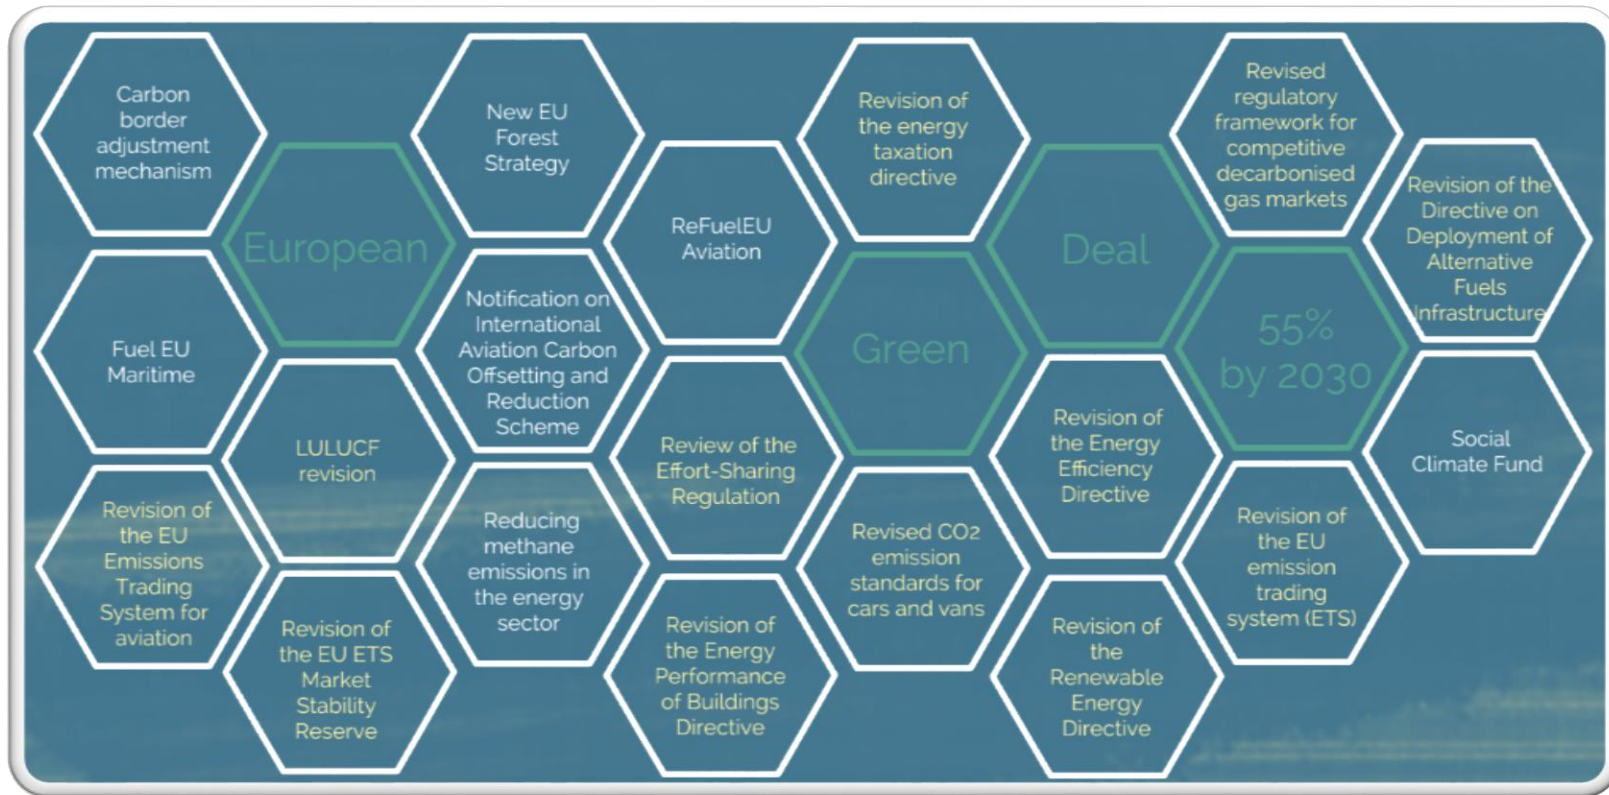 Carbon
border
adjustment
mechanism
European
New EU
Forest
Strategy
ReFuelEU
Aviation
Revision of
the energy
taxation
directive
Deal
Revised
regulatory
framework for
competitive
decarbonised
gas markets
Revision of the
Directive on
Deployment of
Alternative
Fuels
Infrastructure
Fuel EU
Maritime
Notification on
International
Aviation Carbon
Offsetting and
Reduction
Scheme
Green
55%
by 2030
LULUCF
revision
Review of the
Effort-Sharing
Regulation
Revision of
the Energy
Efficiency
Directive
Social
Climate Fund
Revision of
the EU
Emissions
Trading
System for
aviation
Reducing
methane
emissions in
the energy
sector
Revised CO2
emission
standards for
cars and vans
Revision of
the EU
emission
trading
system (ETS)
Revision of
the EU ETS
Market
Stability
Reserve
Revision of
the Energy
Performance
of Buildings
Directive
Revision of
the
Renewable
Energy
Directive